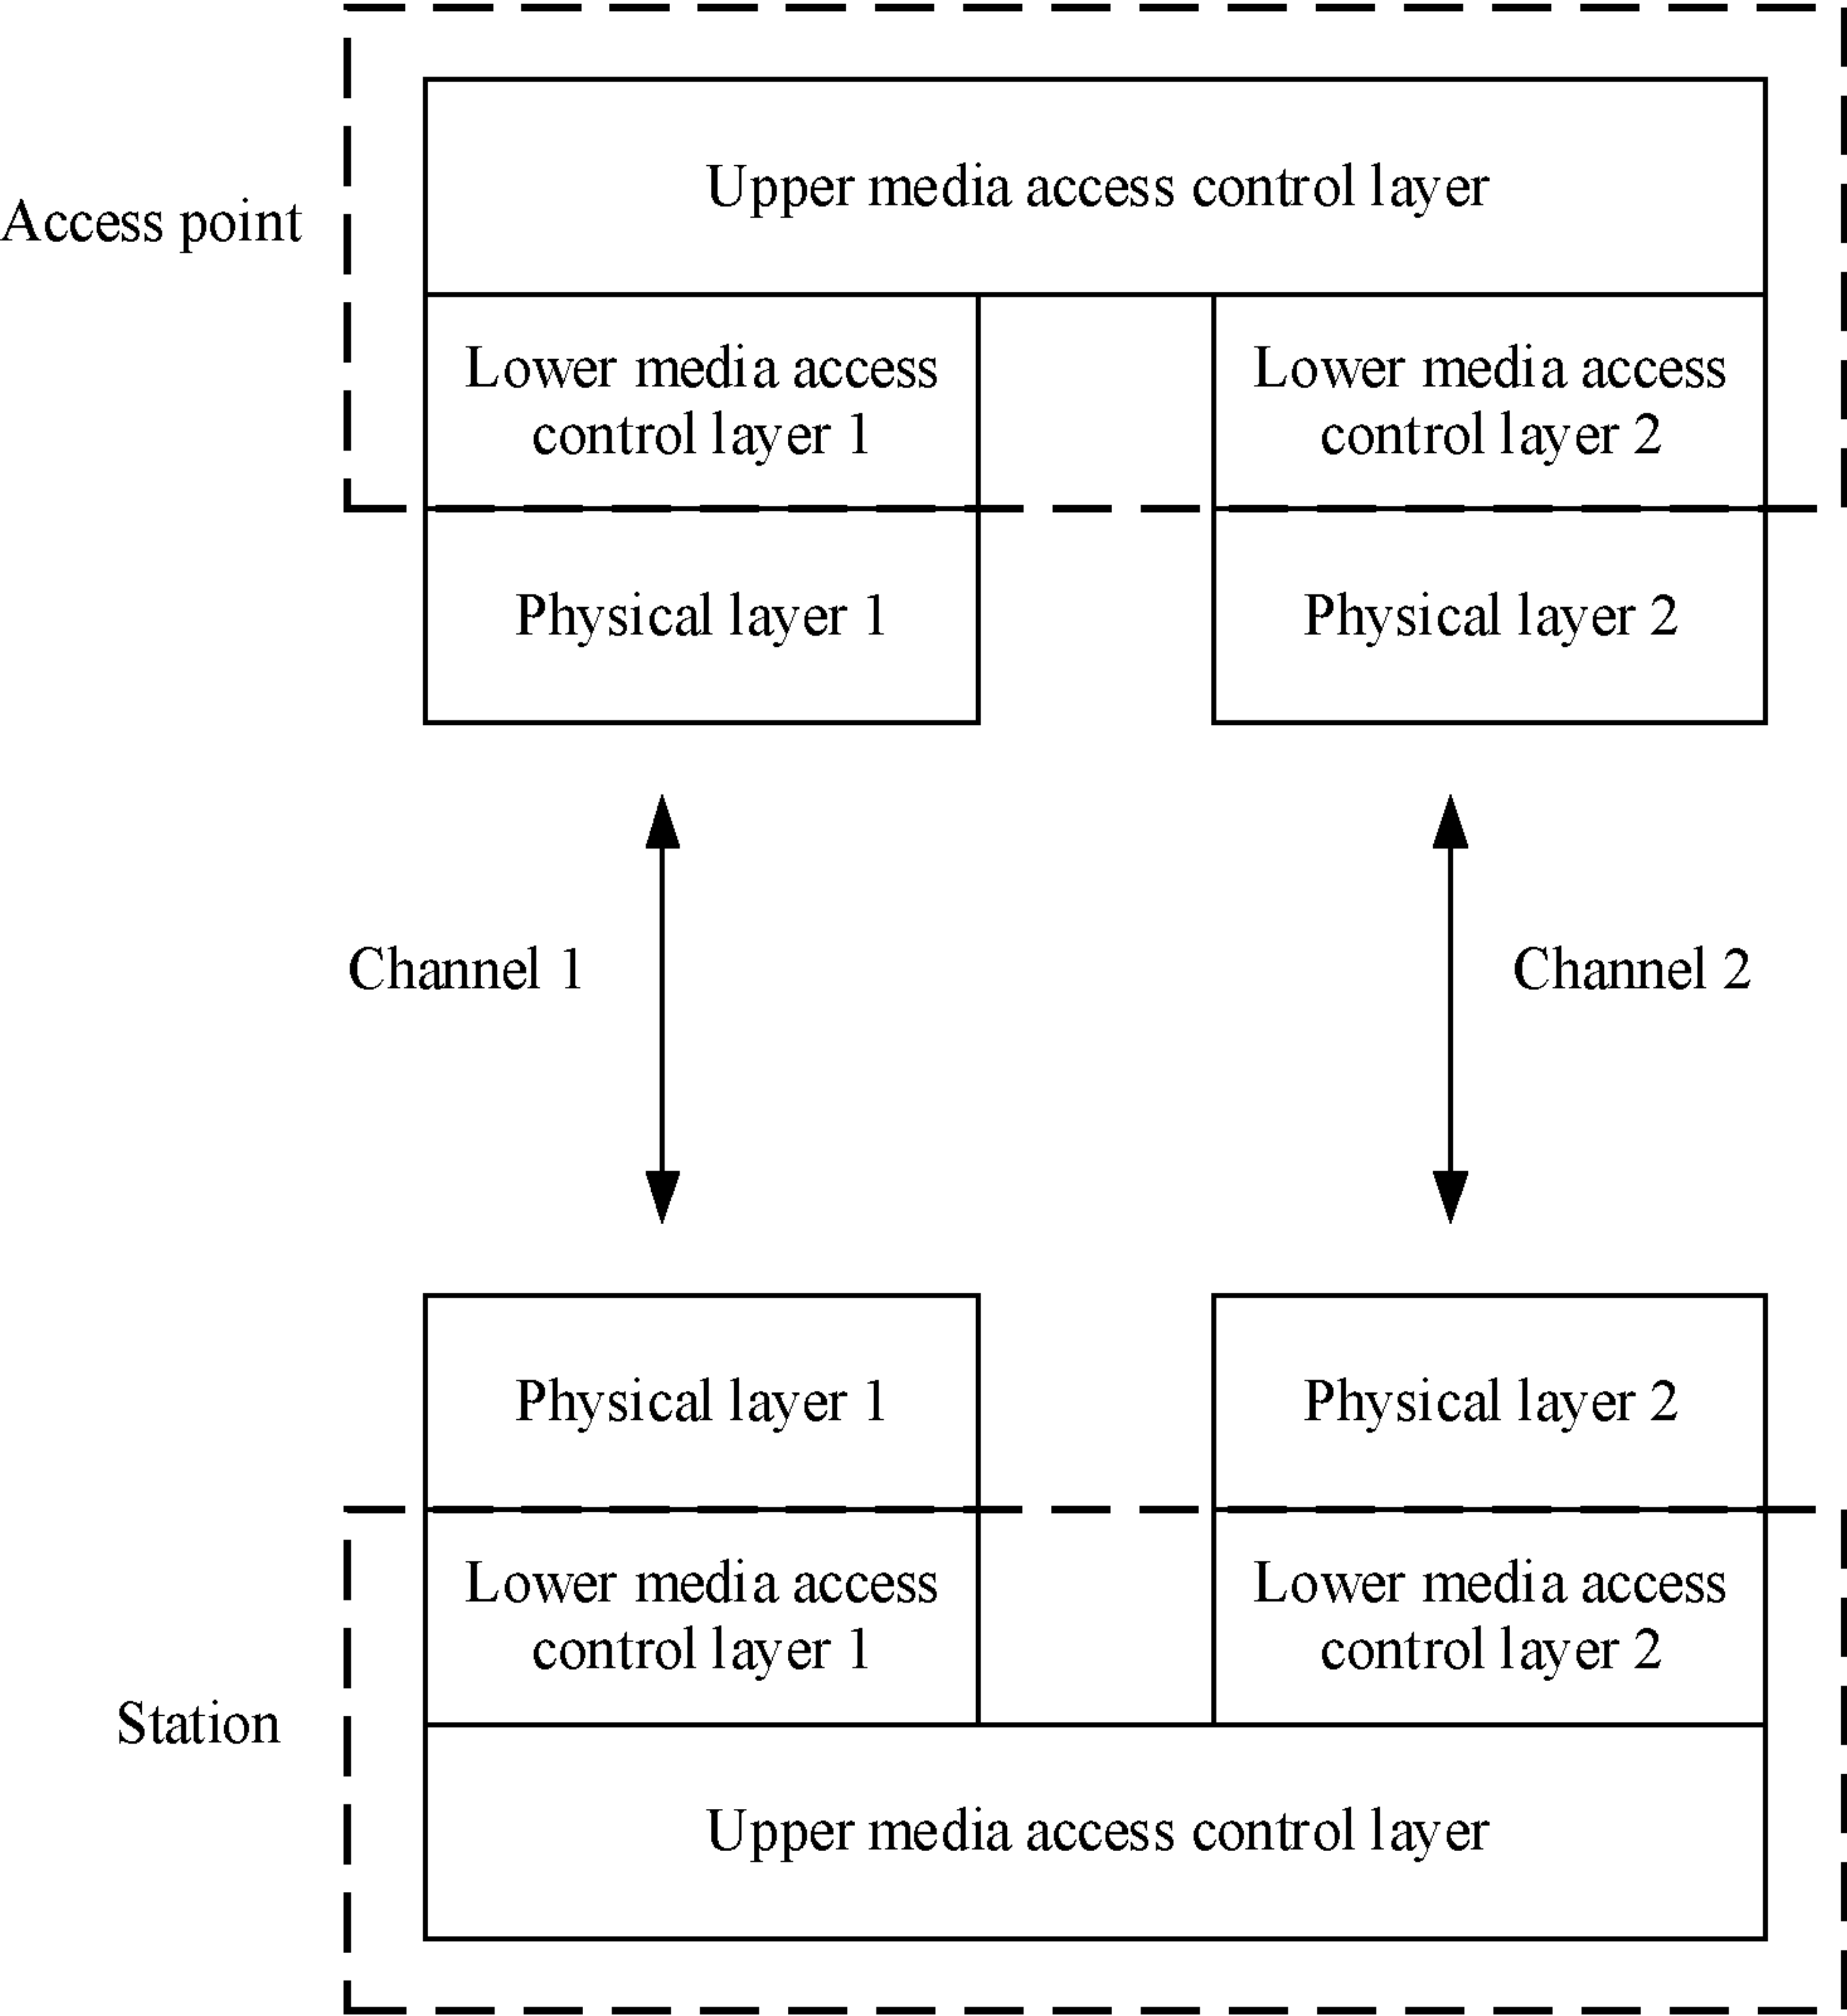 Upper media access control layer
Access point
Lower media access
control layer 1
Lower media access
control layer 2
Physical layer 1
Physical layer 2
Channel 1
Channel 2
Physical layer 1
Physical layer 2
Lower media access
control layer 1
Lower media access
control layer 2
Station
Upper media access control layer